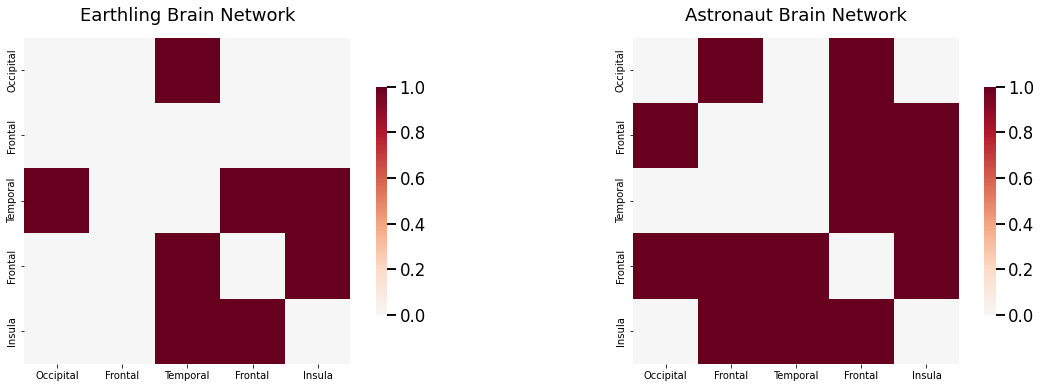 Earthling Brain Network
Astronaut Brain Network
Occipital
Frontal
Temporal
Frontal
Insula
Occipital Frontal Temporal Frontal Insula
1.0
0.8
0.6
0.4
0.2
0.0
Occipital
Frontal
Temporal
Frontal
Insula
Occipital Frontal Temporal Frontal Insula
1.0
0.8
0.6
0.4
0.2
0.0